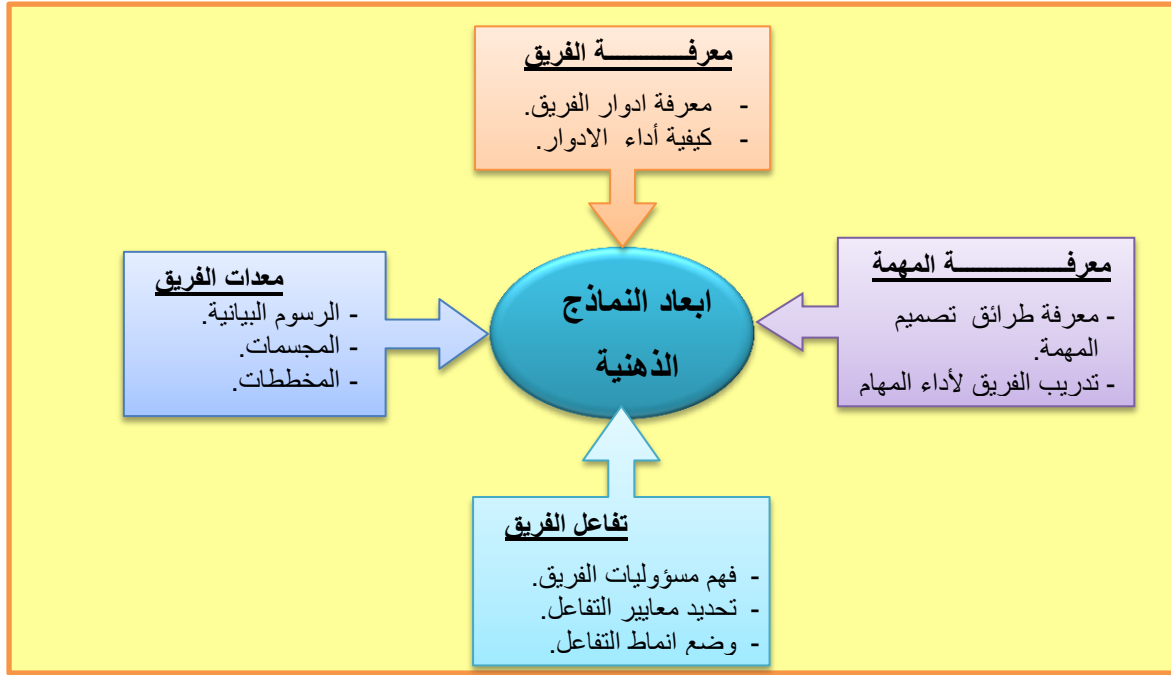 معرفـــــــــــة الفريق
- معرفة ادوار الفريق.
- كيفية أداء الادوار.
معرفـــــــــــــة المهمة
- معرفة طرائق تصميم
المهمة.
- تدريب الفريق لأداء المهام
ابعاد النماذج
الذهنية
معدات الفريق
- الرسوم البيانية.
- المجسمات.
- المخططات.
تفاعل الفريق
- فهم مسؤوليات الفريق.
- تحديد معايير التفاعل.
- وضع انماط التفاعل.